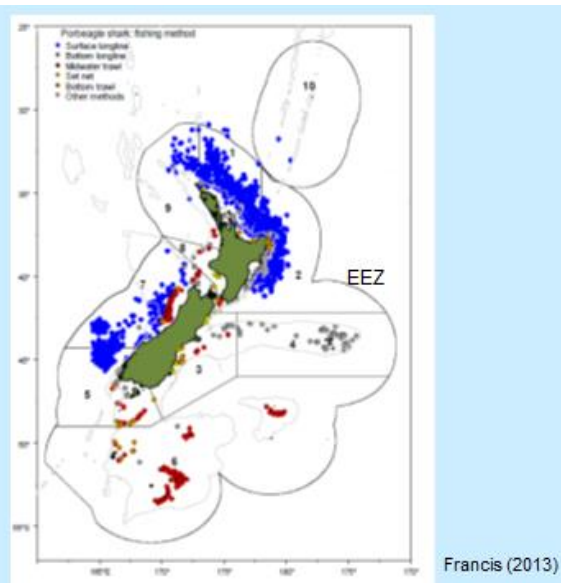 Porbeagle shark: fishing method
Surface longline
Bottom longline
Midwater trawl
Set net
Bottom trawl
Other methods
10
1
9
8
2
EEZ
7
4
3
5
6
Francis (2013)